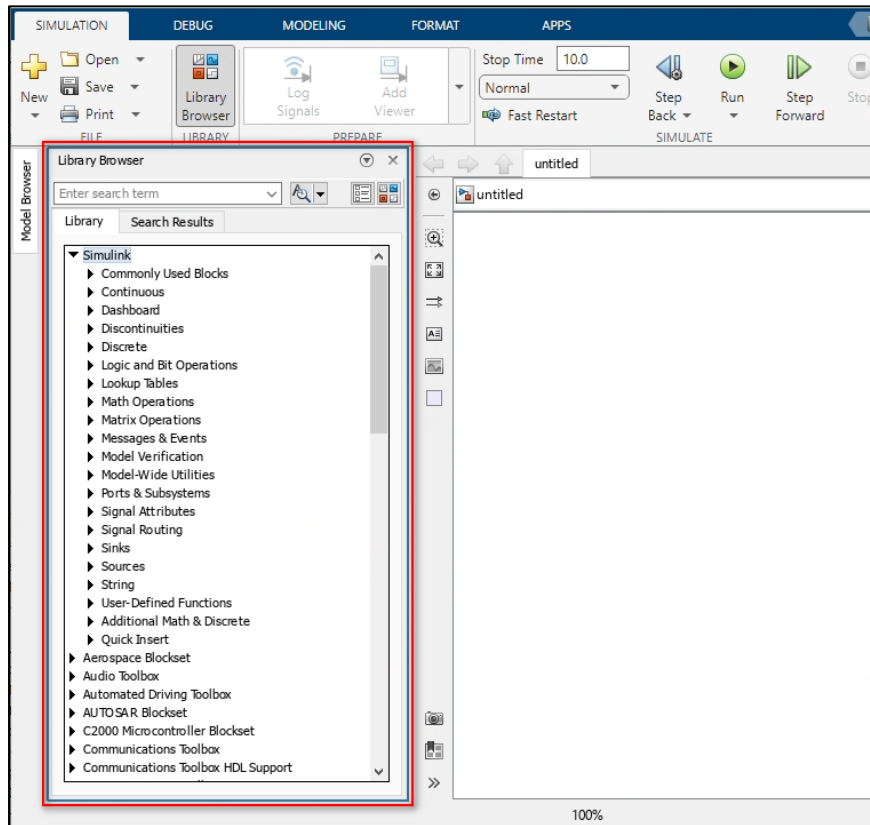 SIMULATION DEBUG MODELING FORMAT APPS
Open
Save
Print
New
FILE
Library
Browser
LIBRARY
Log
Signals
Add
Viewer
PREPARE
Stop Time 10.0
Normal
Fast Restart
Step
Back
Run
Step
Forward
Stop
SIMULATE
Model Browser
Library Browser
Enter search term
Library Search Results
Simulink
Commonly Used Blocks
Continuous
Dashboard
Discontinuities
Discrete
Logic and Bit Operations
Lookup Tables
Math Operations
Matrix Operations
Messages & Events
Model Verification
Model-Wide Utilities
Ports & Subsystems
Signal Attributes
Signal Routing
Sinks
Sources
String
User-Defined Functions
Additional Math & Discrete
Quick Insert
Aerospace Blockset
Audio Toolbox
Automated Driving Toolbox
AUTOSAR Blockset
C2000 Microcontroller Blockset
Communications Toolbox
Communications Toolbox HDL Support
untitled
untitled
100%